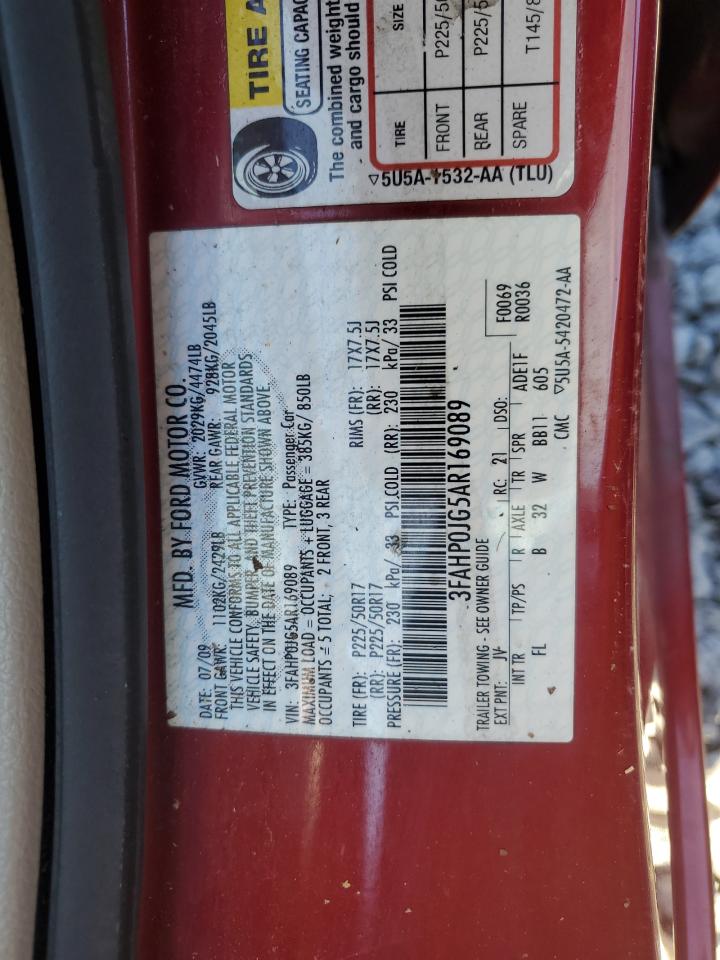 TIRE A
SEATING CAPAC
The combined weight
and cargo should
TIRE SIZE
FRONT P225/50
REAR P225/5
SPARE T145/8
▽5U5A-1532-AA (TLU)
MFD. BY FORD MOTOR CO.
DATE: 07/09 GVWR: 2029KG/4474LB
FRONT GAWR: 1102KG/2429LB REAR GAWR: 928KG/2045LB
THIS VEHICLE CONFORMS TO ALL APPLICABLE FEDERAL MOTOR
VEHICLE SAFETY, BUMPER, AND THEFT PREVENTION STANDARDS
IN EFFECT ON THE DATE OF MANUFACTURE SHOWN ABOVE.
VIN: 3FAHP0JG5AR169089 TYPE: Passenger Car
MAXIMUM LOAD = OCCUPANTS + LUGGAGE = 385KG/ 850LB
OCCUPANTS = 5 TOTAL; 2 FRONT, 3 REAR
TIRE (FR): P225/50R17 RIMS (FR): 17X7.5J
(RR): P225/50R17 (RR): 17X7.5J
PRESSURE (FR): 230 kPa/ 33 PSI COLD (RR): 230 kPa/ 33 PSI COLD
3FAHP0JG5AR169089
TRAILER TOWING - SEE OWNER GUIDE F0069
EXT PNT: JV RC: 21 DSO: R0036
INT TR TP/PS R AXLE TR SPR ADE1F
FL B 32 W BB11 605
CMC ▽5U5A-5420472-AA